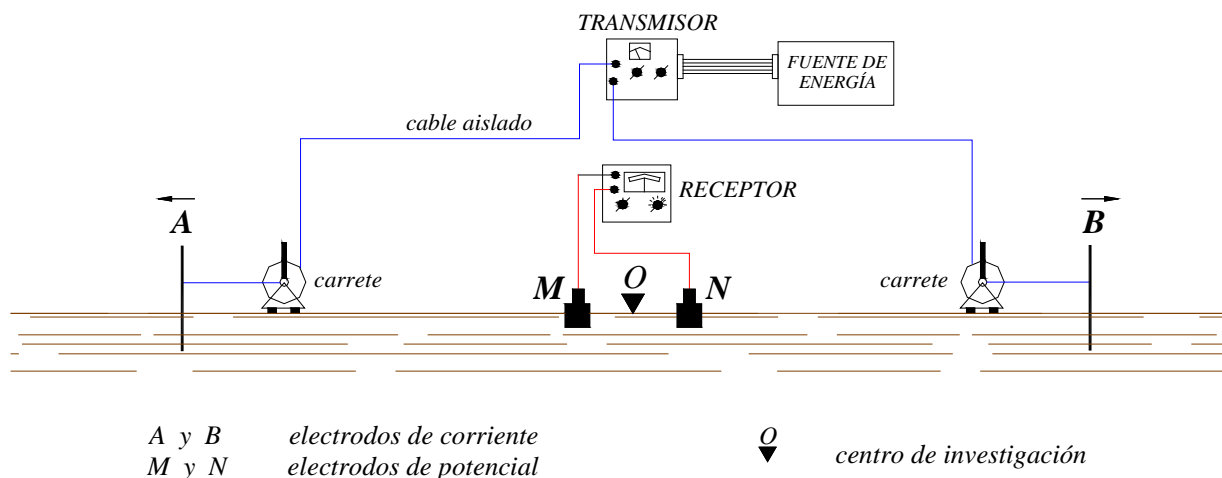 TRANSMISOR
FUENTE DE
ENERGÍA
cable aislado
RECEPTOR
A
B
carrete
carrete
M
O
N
A y B electrodos de corriente
M y N electrodos de potencial
O
centro de investigación